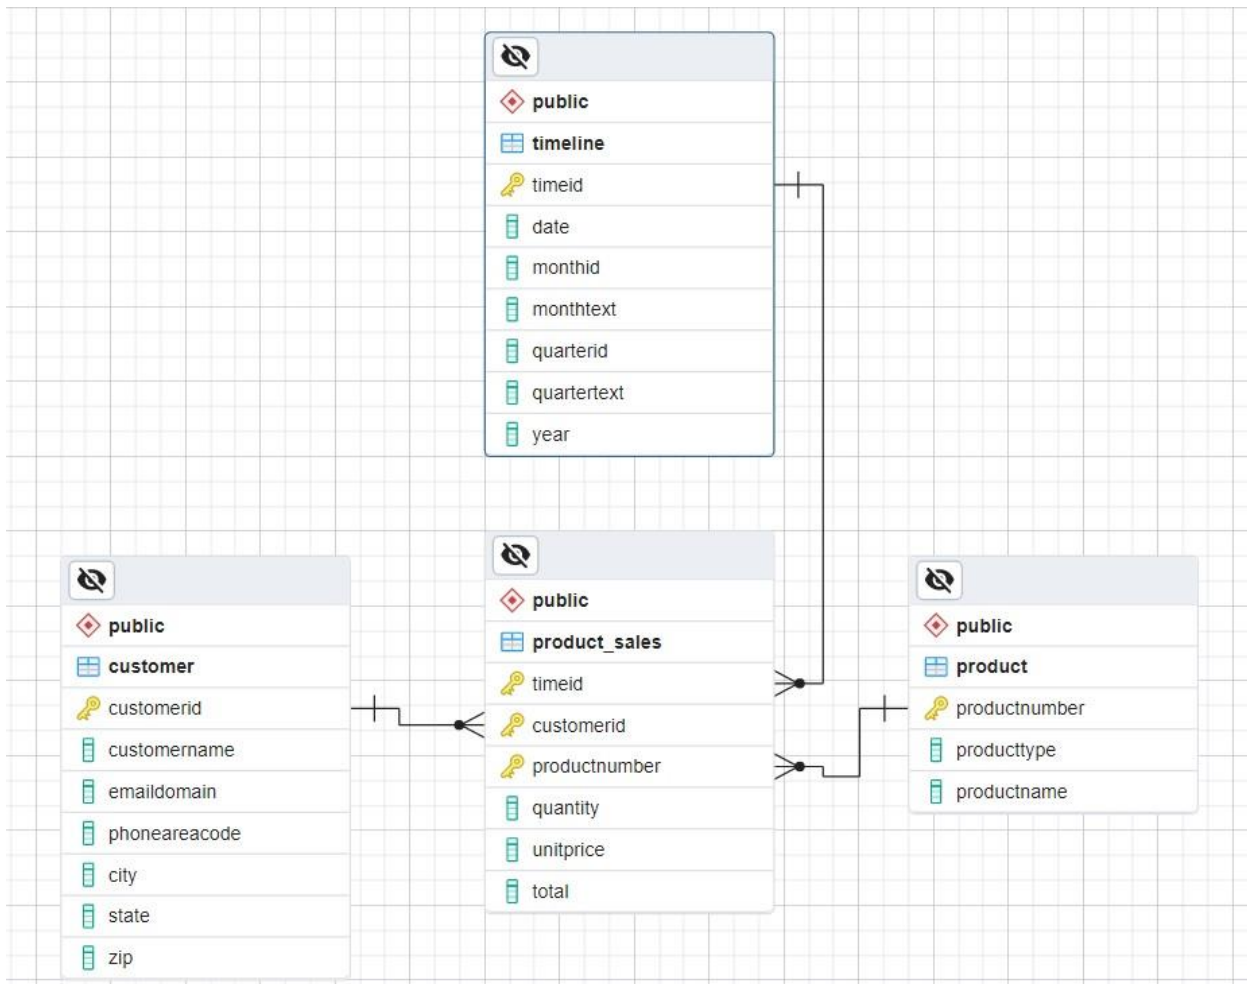 public
timeline
timeid
date
monthid
monthtext
quarterid
quartertext
year
public
customer
customerid
customername
emaildomain
phoneareacode
city
state
zip
public
product_sales
timeid
customerid
productnumber
quantity
unitprice
total
public
product
productnumber
producttype
productname